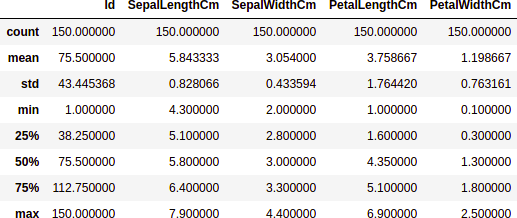 Id SepalLengthCm SepalWidthCm PetalLengthCm PetalWidthCm
count 150.000000 150.000000 150.000000 150.000000 150.000000
mean 75.500000 5.843333 3.054000 3.758667 1.198667
std 43.445368 0.828066 0.433594 1.764420 0.763161
min 1.000000 4.300000 2.000000 1.000000 0.100000
25% 38.250000 5.100000 2.800000 1.600000 0.300000
50% 75.500000 5.800000 3.000000 4.350000 1.300000
75% 112.750000 6.400000 3.300000 5.100000 1.800000
max 150.000000 7.900000 4.400000 6.900000 2.500000